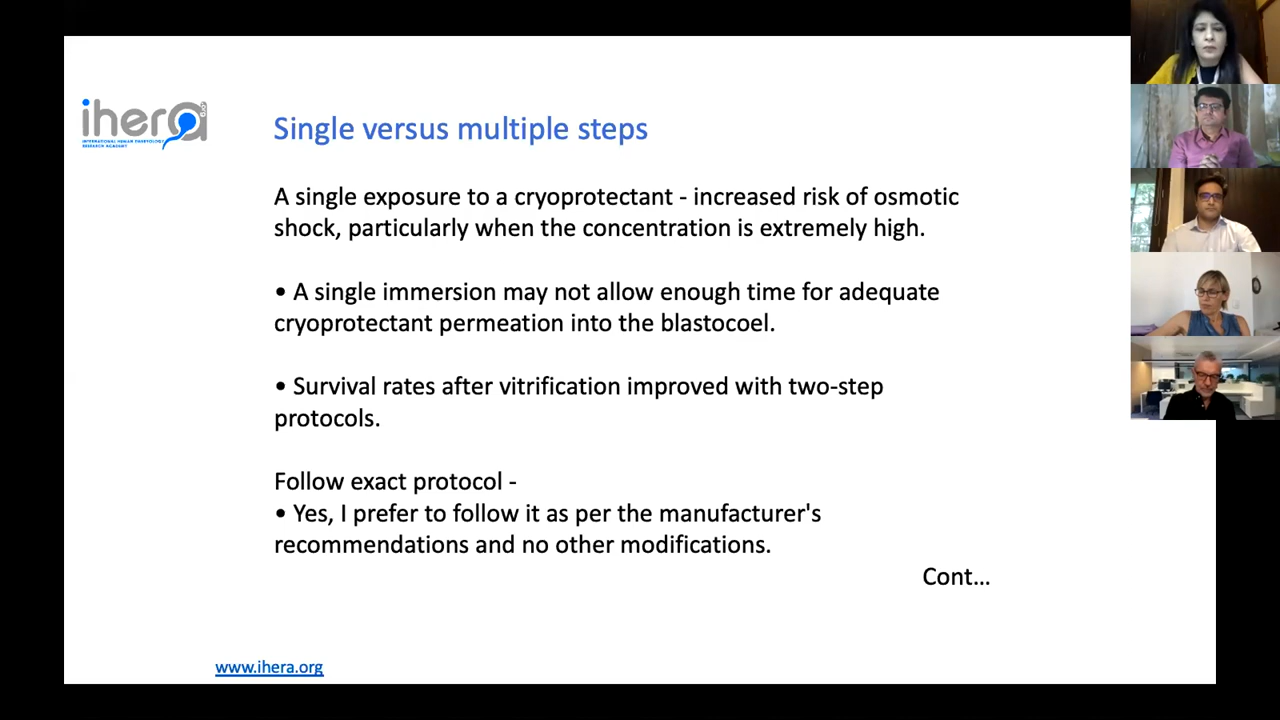 ihera
.org
INTERNATIONAL HUMAN EMBRYOLOGY
RESEARCH ACADEMY
Single versus multiple steps
A single exposure to a cryoprotectant - increased risk of osmotic
shock, particularly when the concentration is extremely high.
• A single immersion may not allow enough time for adequate
cryoprotectant permeation into the blastocoel.
• Survival rates after vitrification improved with two-step
protocols.
Follow exact protocol -
• Yes, I prefer to follow it as per the manufacturer's
recommendations and no other modifications.
Cont...
www.ihera.org